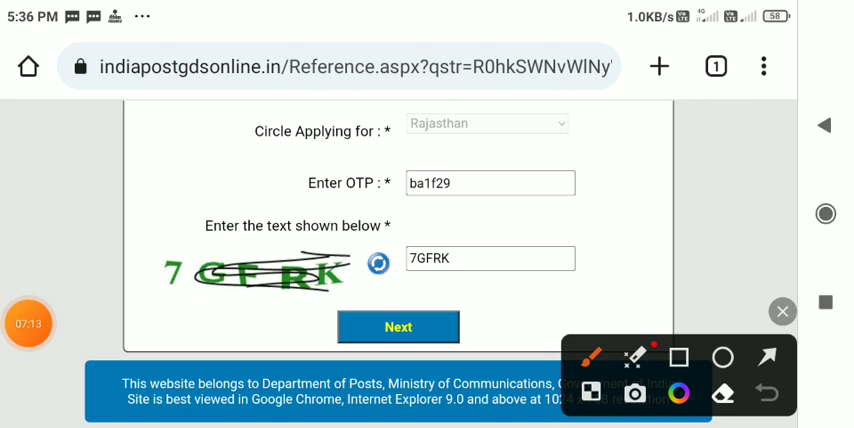 5:36 PM
1.0KB/s
4G
58
indiapostgdsonline.in/Reference.aspx?qstr=R0hkSWNvWlNy
1
Circle Applying for : *
Rajasthan
Enter OTP : *
ba1f29
Enter the text shown below *
7 GFRK
7GFRK
07:13
Next
This website belongs to Department of Posts, Ministry of Communications,
Site is best viewed in Google Chrome, Internet Explorer 9.0 and above at